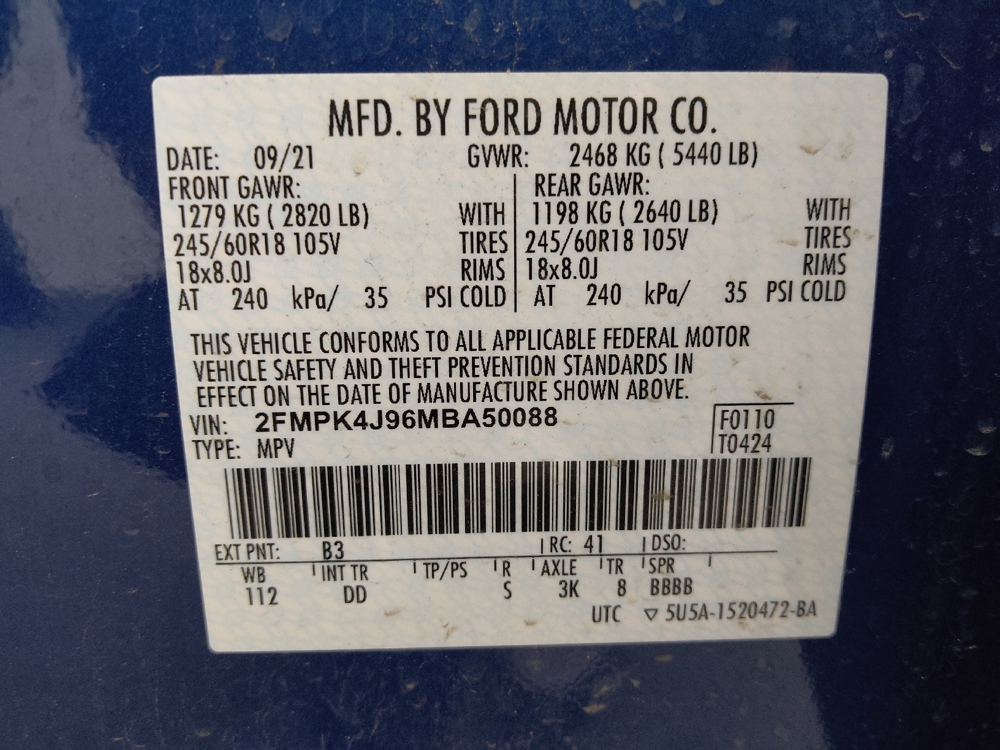 MFD. BY FORD MOTOR CO.
DATE: 09/21 GVWR: 2468 KG ( 5440 LB)
FRONT GAWR: REAR GAWR:
1279 KG ( 2820 LB) WITH 1198 KG ( 2640 LB) WITH
245/60R18 105V TIRES 245/60R18 105V TIRES
18x8.0J RIMS 18x8.0J RIMS
AT 240 kPa/ 35 PSI COLD AT 240 kPa/ 35 PSI COLD
THIS VEHICLE CONFORMS TO ALL APPLICABLE FEDERAL MOTOR
VEHICLE SAFETY AND THEFT PREVENTION STANDARDS IN
EFFECT ON THE DATE OF MANUFACTURE SHOWN ABOVE.
VIN: 2FMPK4J96MBA50088 F0110
TYPE: MPV T0424
EXT PNT: B3 RC: 41 DSO:
WB INT TR TP/PS R AXLE TR SPR
112 DD S 3K 8 BBBB
UTC ▽ 5U5A-1520472-BA